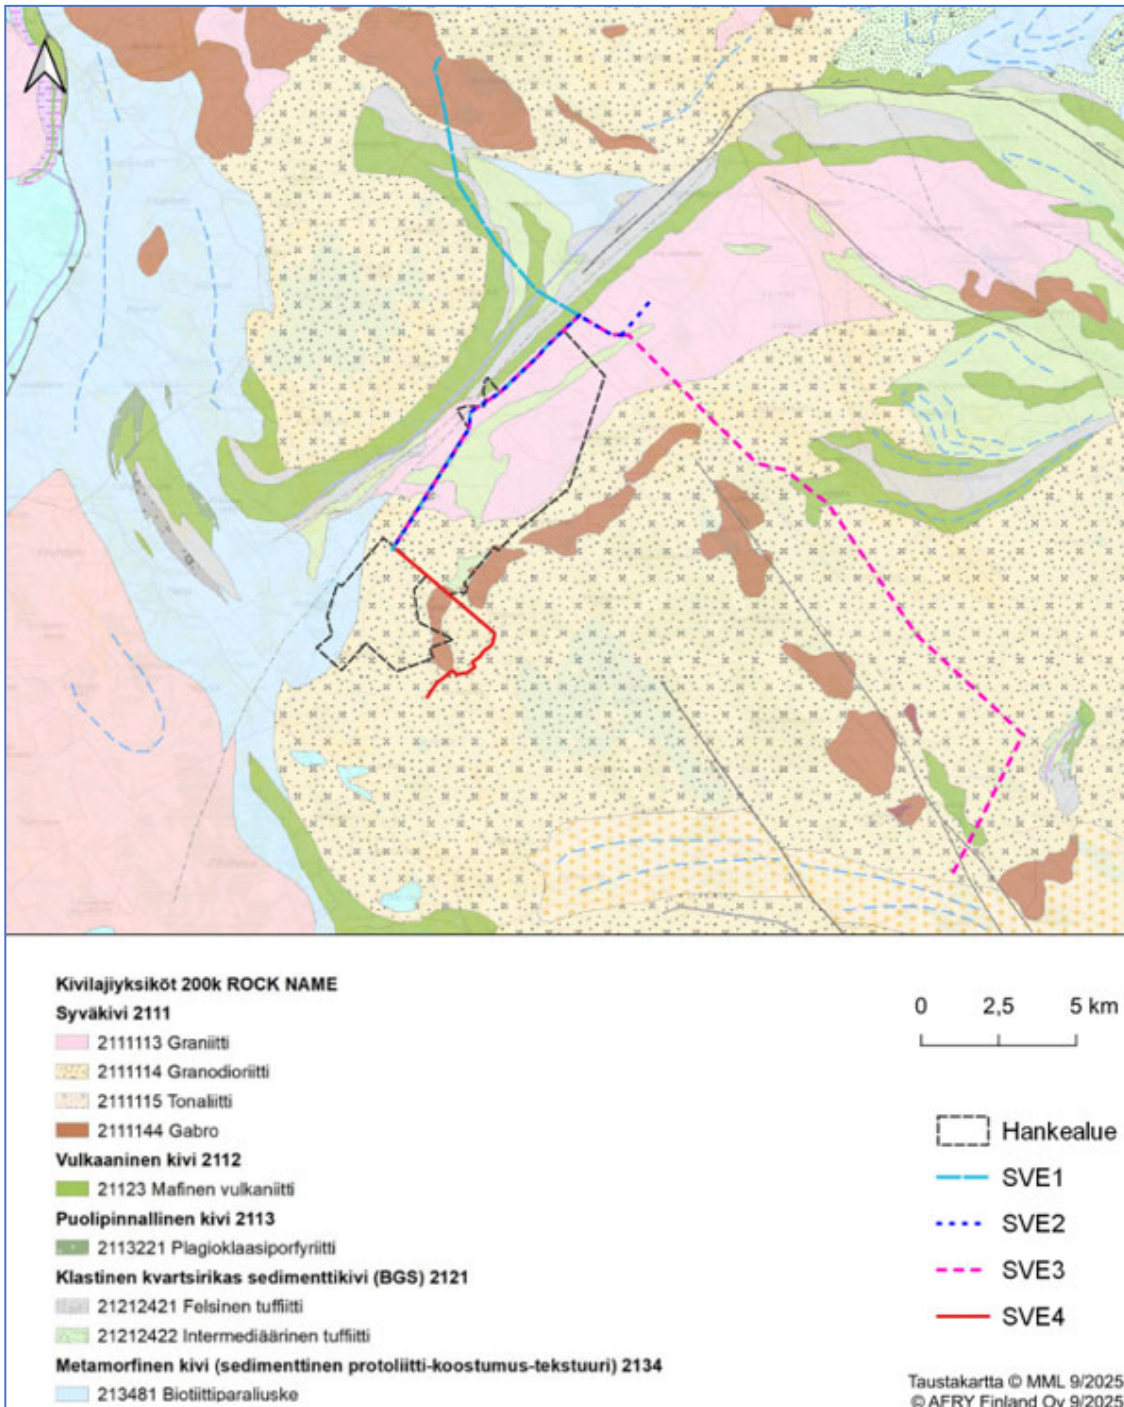 Kivilajiyksiköt 200k ROCK NAME
Syväkivi 2111
2111113 Graniitti
2111114 Granodioriitti
2111115 Tonaliitti
2111144 Gabro
Vulkaaninen kivi 2112
21123 Mafinen vulkaniitti
Puolipinnallinen kivi 2113
2113221 Plagioklaasiporfyriitti
Klastinen kvartsirikas sedimenttikivi (BGS) 2121
21212421 Felsinen tuffiitti
21212422 Intermediäärinen tuffiitti
Metamorfinen kivi (sedimenttinen protoliitti-koostumus-tekstuuri) 2134
213481 Biotiittiparaliuske
0 2,5 5 km
Hankealue
SVE1
SVE2
SVE3
SVE4
Taustakartta © MML 9/2025
© AFRY Finland Oy 9/2025